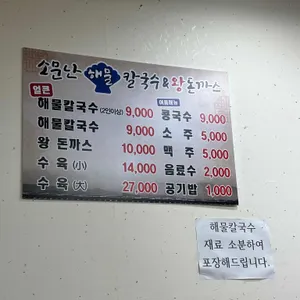 소문난 해물 칼국수&왕돈까스
얼큰
해물칼국수 (2인이상) 9,000
해물칼국수 9,000
왕 돈까스 10,000
수 육 (小) 14,000
수 육 (大) 27,000
여름메뉴
콩국수 9,000
소 주 5,000
맥 주 5,000
음료수 2,000
공기밥 1,000
해물칼국수
재료 소분하여
포장해드립니다.